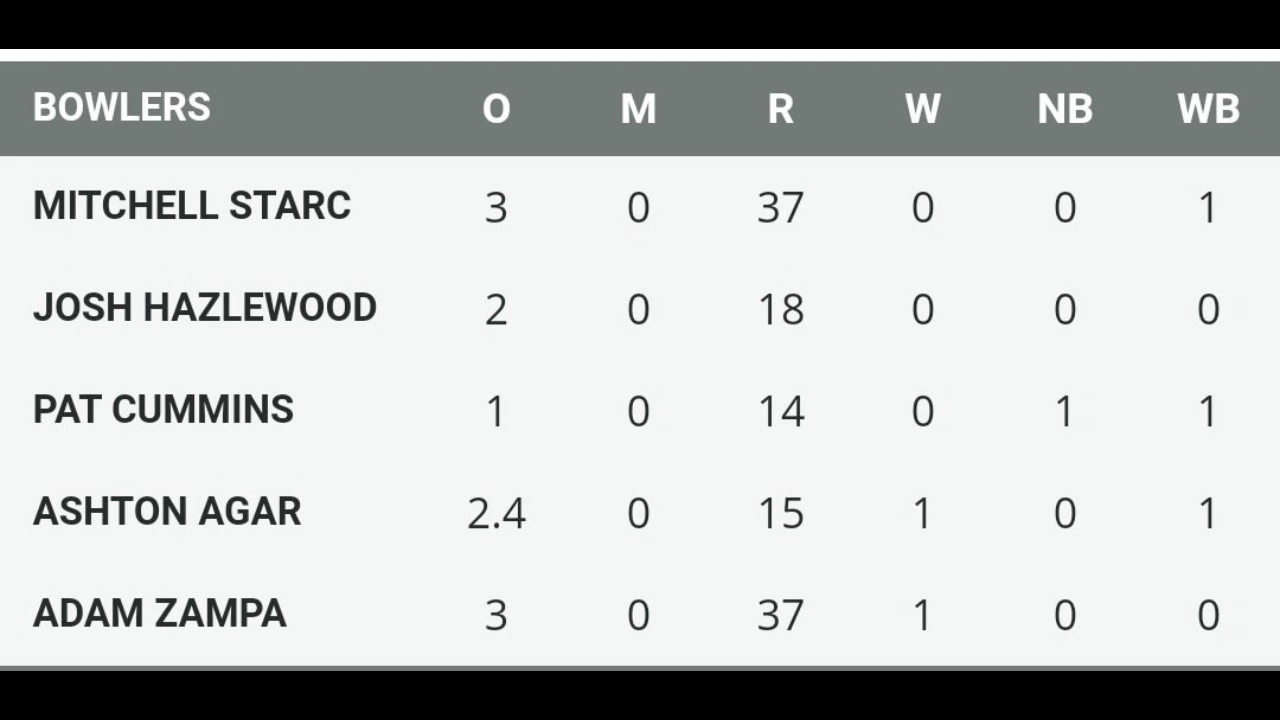 BOWLERS O M R W NB WB
MITCHELL STARC 3 0 37 0 0 1
JOSH HAZLEWOOD 2 0 18 0 0 0
PAT CUMMINS 1 0 14 0 1 1
ASHTON AGAR 2.4 0 15 1 0 1
ADAM ZAMPA 3 0 37 1 0 0